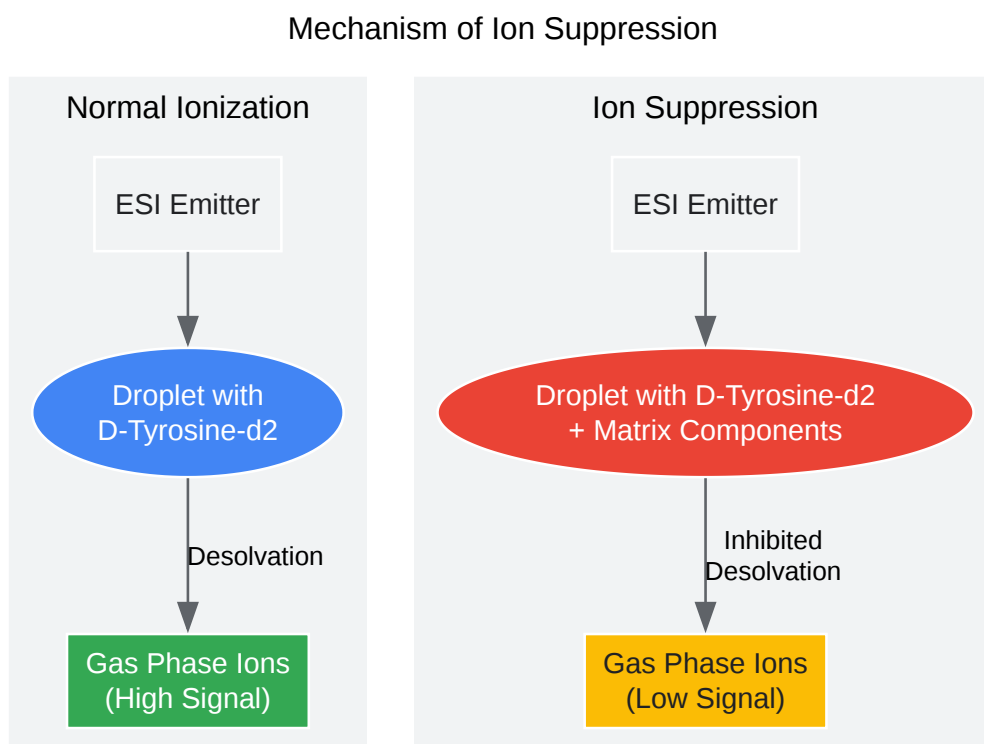 Mechanism of Ion Suppression
Normal Ionization
ESI Emitter
Droplet with
D-Tyrosine-d2
Desolvation
Gas Phase Ions
(High Signal)
Ion Suppression
ESI Emitter
Droplet with D-Tyrosine-d2
+ Matrix Components
Inhibited
Desolvation
Gas Phase Ions
(Low Signal)